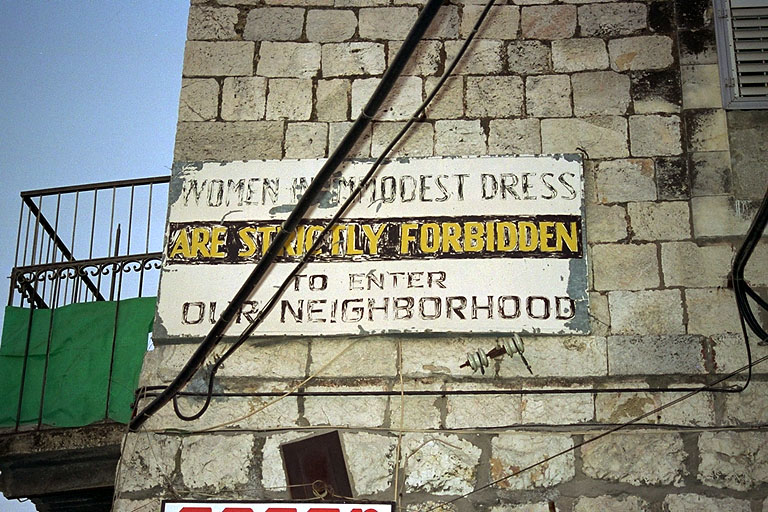 WOMEN IN IMMODEST DRESS
ARE STRICTLY FORBIDDEN
TO ENTER
OUR NEIGHBORHOOD